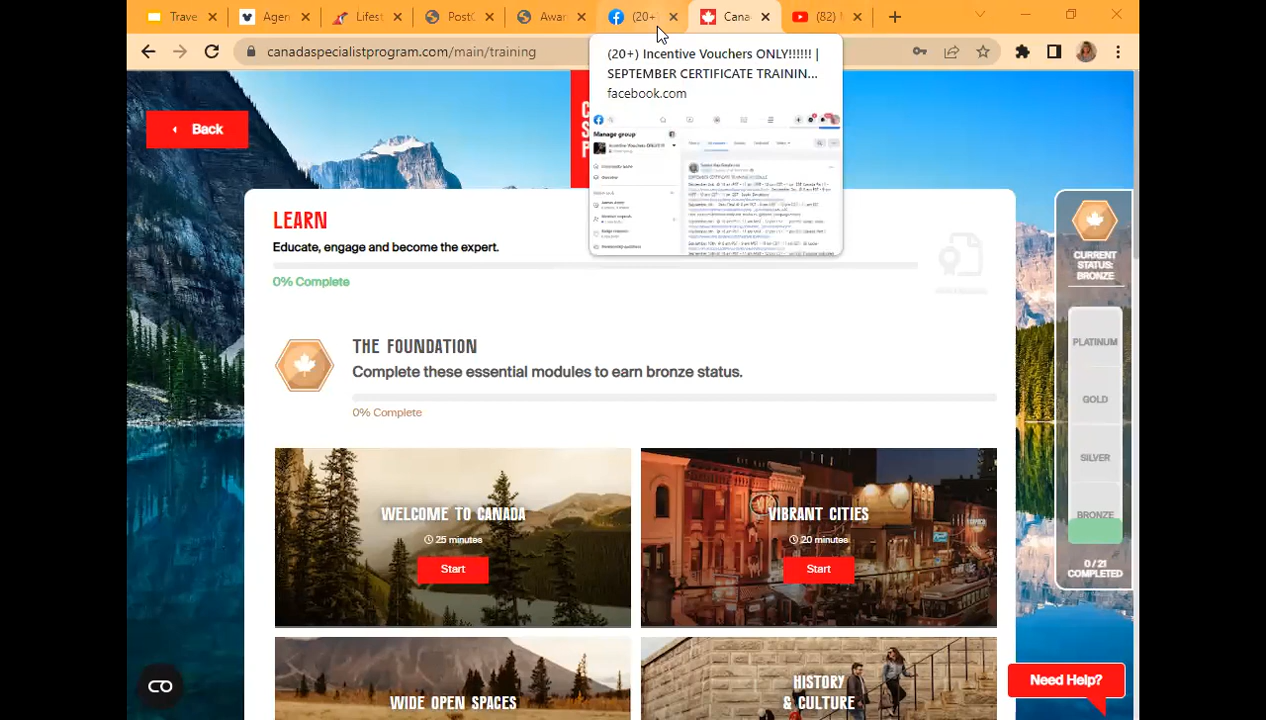 Trave
Agen
Lifest
PostC
Awar
(20+)
Cana
(82)
canadaspecialistprogram.com/main/training
(20+) Incentive Vouchers ONLY!!!!!! |
SEPTEMBER CERTIFICATE TRAININ...
facebook.com
Manage group
Back
LEARN
Educate, engage and become the expert.
0% Complete
CURRENT
STATUS:
BRONZE
PLATINUM
GOLD
SILVER
BRONZE
0 / 21
COMPLETED
THE FOUNDATION
Complete these essential modules to earn bronze status.
0% Complete
WELCOME TO CANADA
25 minutes
Start
VIBRANT CITIES
20 minutes
Start
WIDE OPEN SPACES
HISTORY
& CULTURE
Need Help?